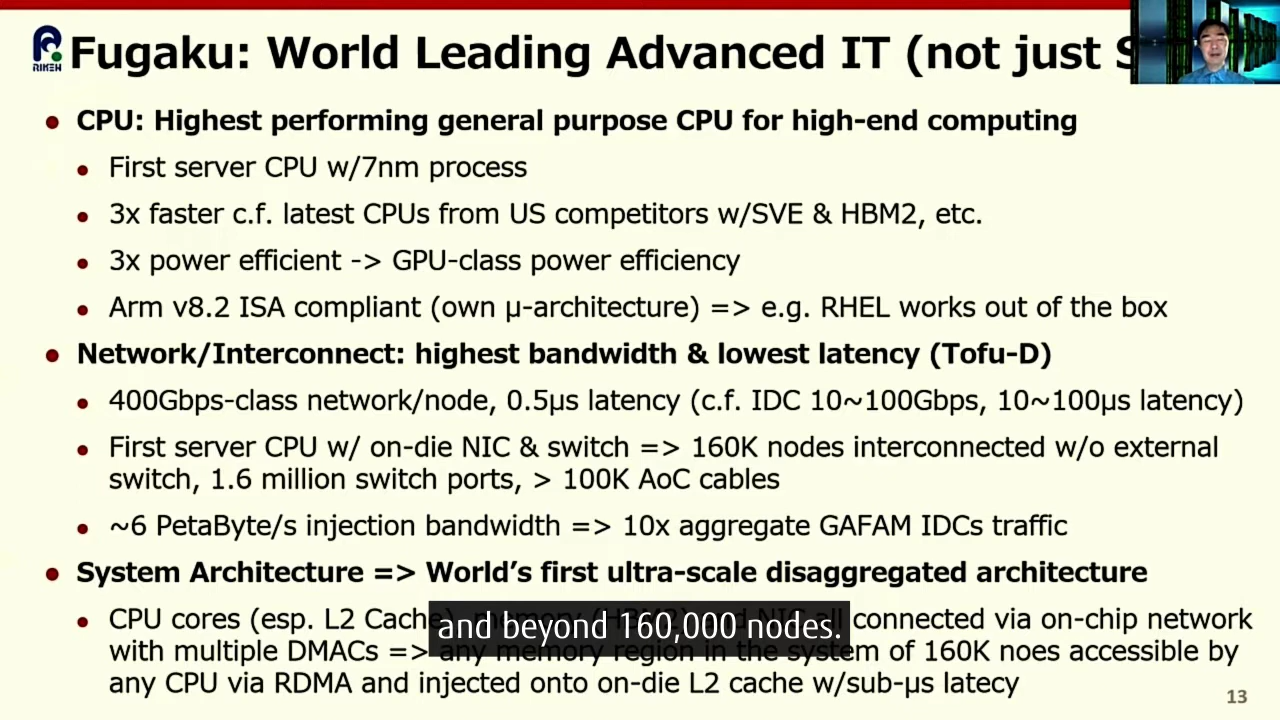 RIKEN
Fugaku: World Leading Advanced IT (not just S
CPU: Highest performing general purpose CPU for high-end computing
First server CPU w/7nm process
3x faster c.f. latest CPUs from US competitors w/SVE & HBM2, etc.
3x power efficient -> GPU-class power efficiency
Arm v8.2 ISA compliant (own µ-architecture) => e.g. RHEL works out of the box
Network/Interconnect: highest bandwidth & lowest latency (Tofu-D)
400Gbps-class network/node, 0.5µs latency (c.f. IDC 10~100Gbps, 10~100µs latency)
First server CPU w/ on-die NIC & switch => 160K nodes interconnected w/o external
switch, 1.6 million switch ports, > 100K AoC cables
~6 PetaByte/s injection bandwidth => 10x aggregate GAFAM IDCs traffic
System Architecture => World's first ultra-scale disaggregated architecture
CPU cores (esp. L2 Cache), memory (HBM2) and NIC all connected via on-chip network
and beyond 160,000 nodes.
with multiple DMACs => any memory region in the system of 160K noes accessible by
any CPU via RDMA and injected onto on-die L2 cache w/sub-µs latecy
13